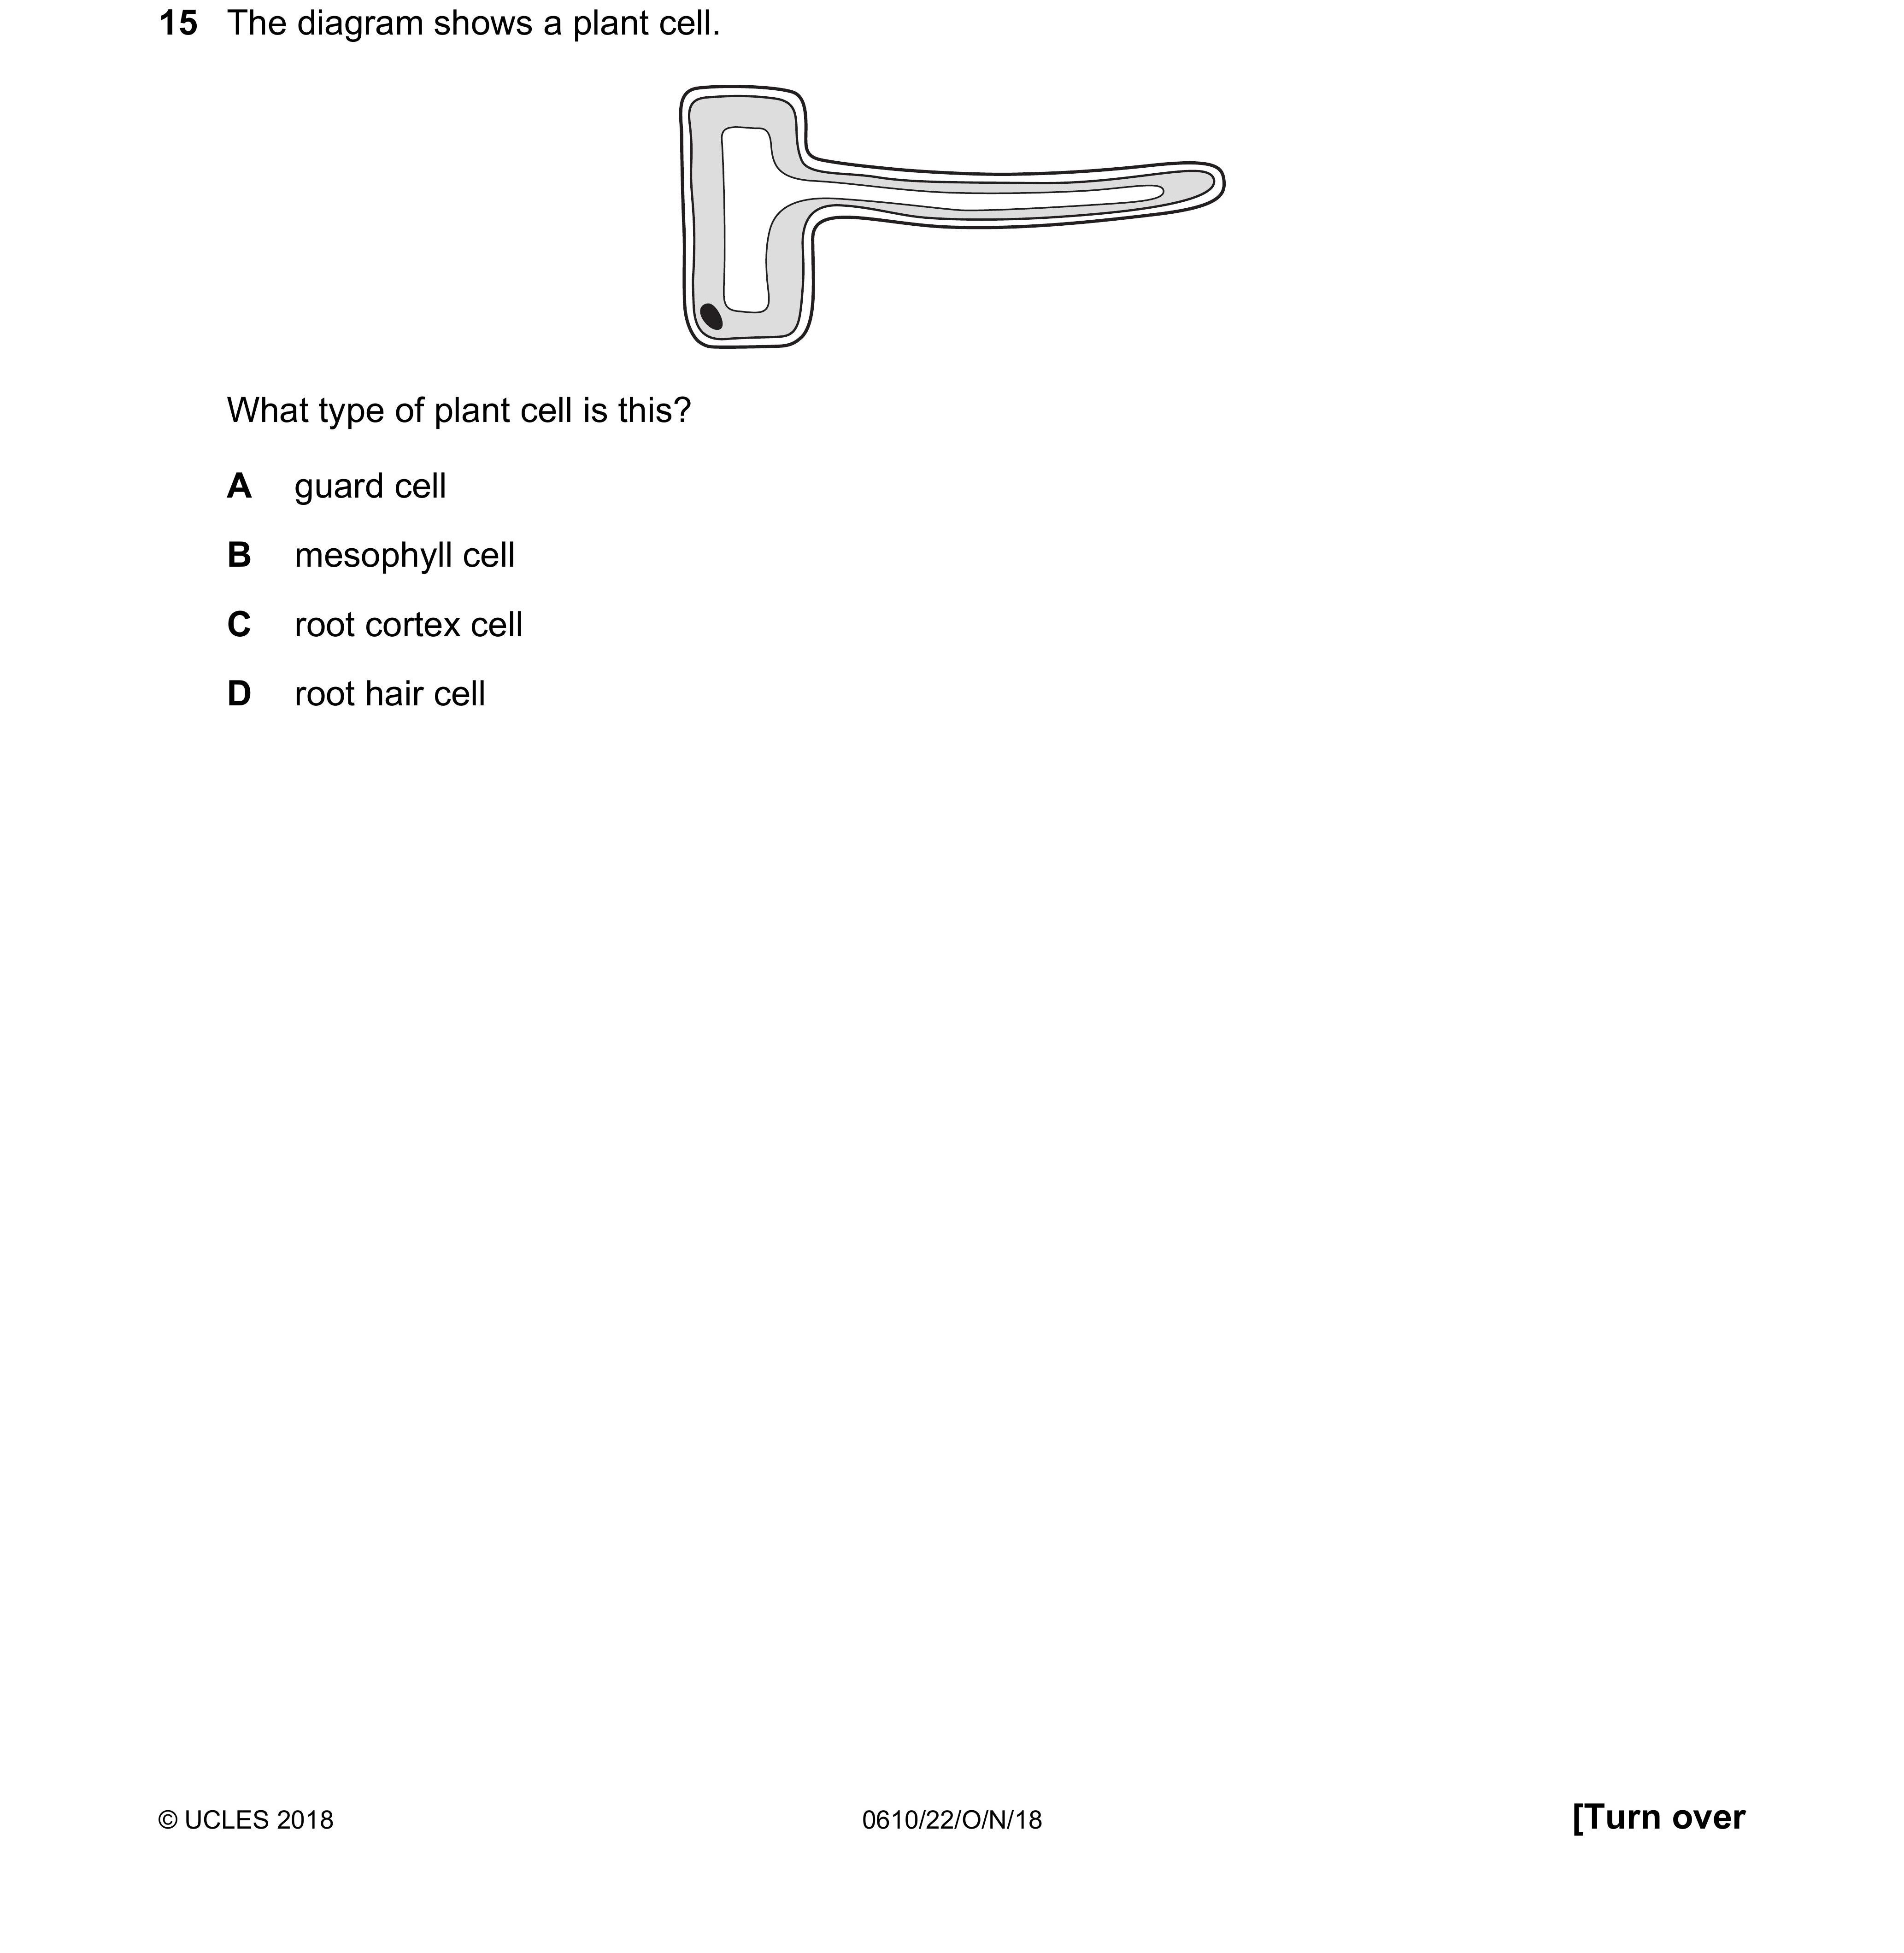 15 The diagram shows a plant cell.
What type of plant cell is this?
A guard cell
B mesophyll cell
C root cortex cell
D root hair cell
© UCLES 2018 0610/22/O/N/18 [Turn over